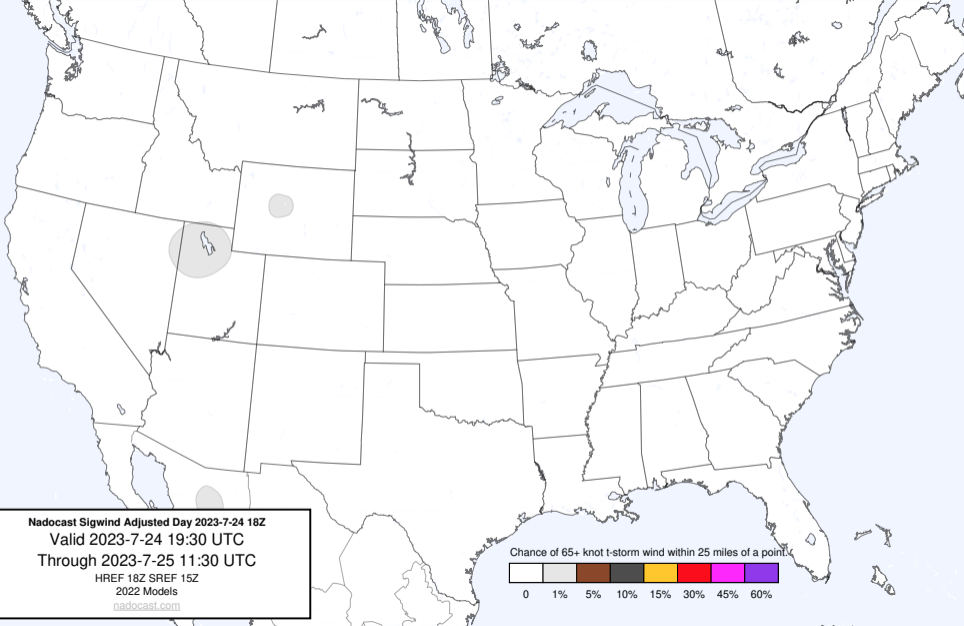 Nadocast Sigwind Adjusted Day 2023-7-24 18Z
Valid 2023-7-24 19:30 UTC
Through 2023-7-25 11:30 UTC
HREF 18Z SREF 15Z
2022 Models
nadocast.com
Chance of 65+ knot t-storm wind within 25 miles of a point.
0 1% 5% 10% 15% 30% 45% 60%